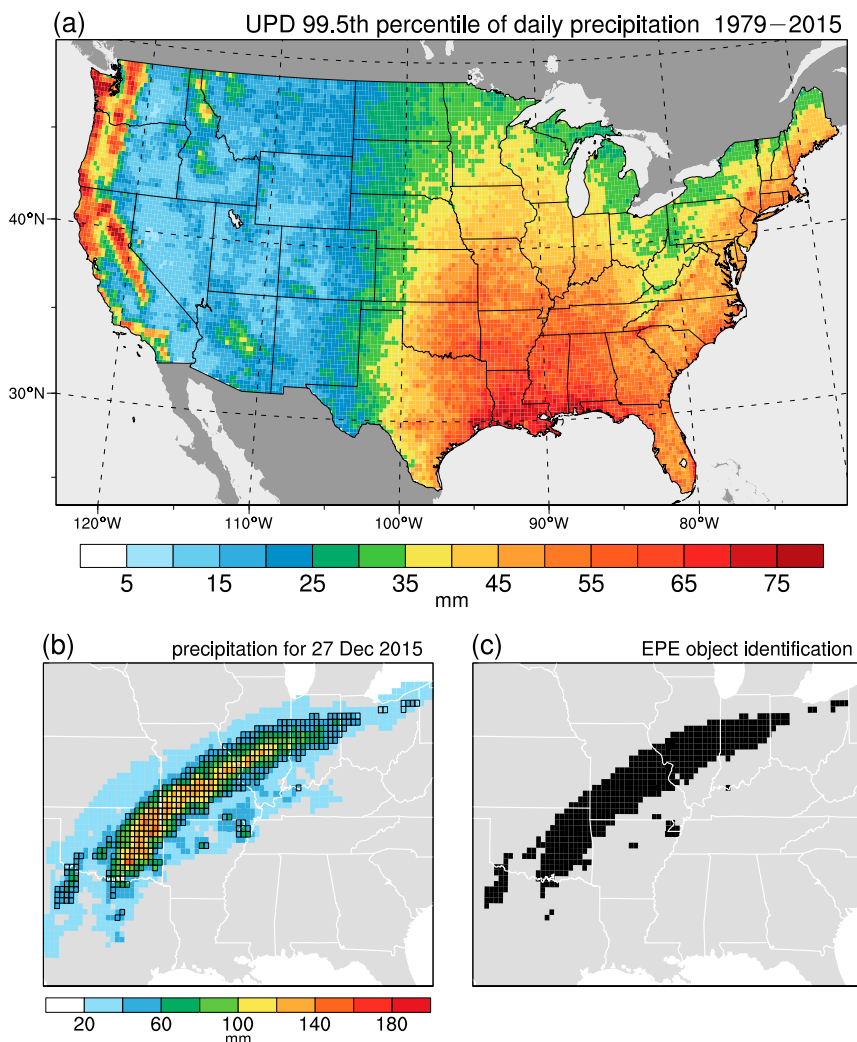 UPD 99.5th percentile of daily precipitation 1979−2015
(a)
40°N
30°N
120°W 110°W 100°W 90°W 80°W
5 15 25 35 45 55 65 75
mm
(b) precipitation for 27 Dec 2015
(c) EPE object identification
20 60 100 140 180
mm